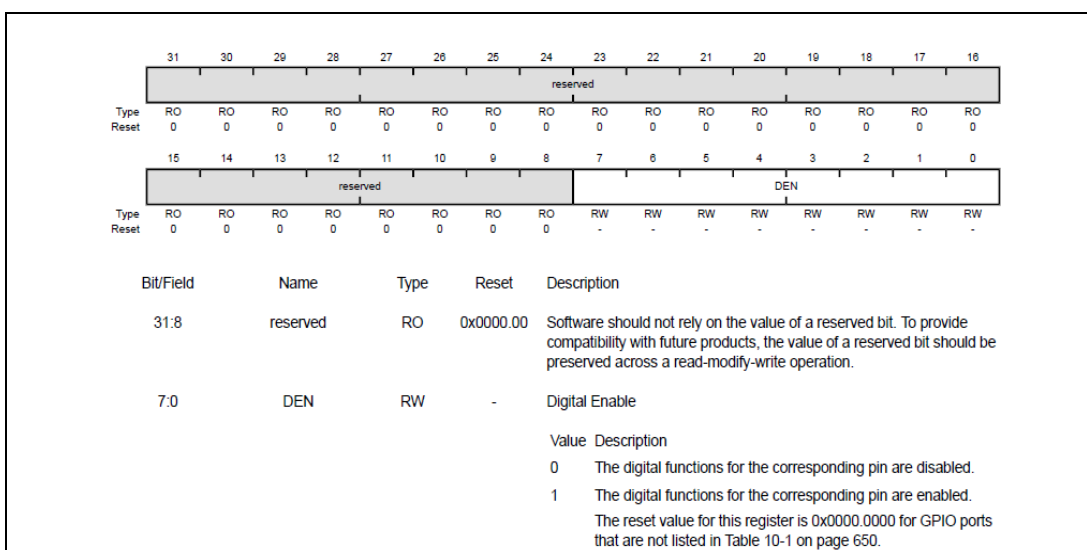 31 30 29 28 27 26 25 24 23 22 21 20 19 18 17 16
reserved
Type RO RO RO RO RO RO RO RO RO RO RO RO RO RO RO RO
Reset 0 0 0 0 0 0 0 0 0 0 0 0 0 0 0 0
15 14 13 12 11 10 9 8 7 6 5 4 3 2 1 0
reserved DEN
Type RO RO RO RO RO RO RO RO RW RW RW RW RW RW RW RW
Reset 0 0 0 0 0 0 0 0 - - - - - - - -
Bit/Field Name Type Reset Description
31:8 reserved RO 0x0000.00 Software should not rely on the value of a reserved bit. To provide
compatibility with future products, the value of a reserved bit should be
preserved across a read-modify-write operation.
7:0 DEN RW - Digital Enable
Value Description
0 The digital functions for the corresponding pin are disabled.
1 The digital functions for the corresponding pin are enabled.
The reset value for this register is 0x0000.0000 for GPIO ports
that are not listed in Table 10-1 on page 650.